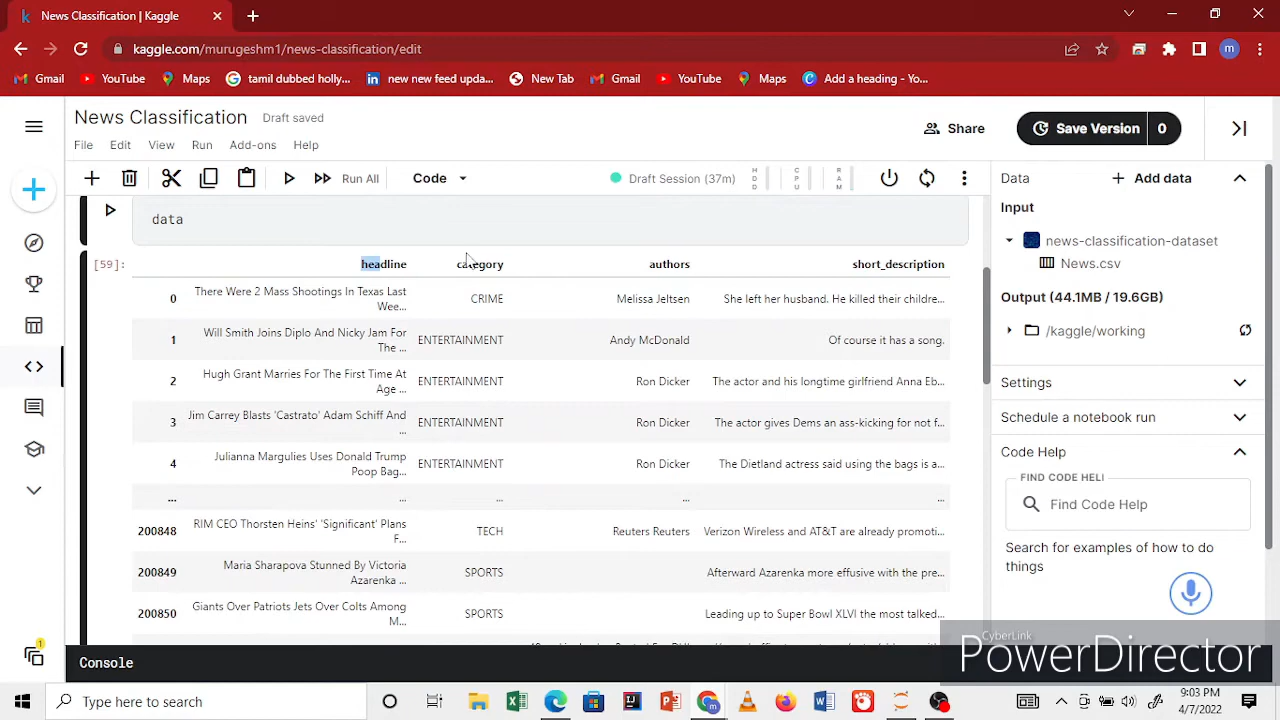 News Classification | Kaggle
kaggle.com/murugeshm1/news-classification/edit
m
Gmail YouTube Maps tamil dubbed holly... new new feed upda... New Tab Gmail YouTube Maps Add a heading - Yo...
News Classification Draft saved
Share
Save Version 0
File Edit View Run Add-ons Help
Run All Code Draft Session (37m) HDD CPU RAM
Data
Add data
data
Input
news-classification-dataset
News.csv
[59]: headline category authors short_description
0 There Were 2 Mass Shootings In Texas Last Wee... CRIME Melissa Jeltsen She left her husband. He killed their childre...
1 Will Smith Joins Diplo And Nicky Jam For The ... ENTERTAINMENT Andy McDonald Of course it has a song.
2 Hugh Grant Marries For The First Time At Age ... ENTERTAINMENT Ron Dicker The actor and his longtime girlfriend Anna Eb...
3 Jim Carrey Blasts 'Castrato' Adam Schiff And ... ENTERTAINMENT Ron Dicker The actor gives Dems an ass-kicking for not f...
4 Julianna Margulies Uses Donald Trump Poop Bag... ENTERTAINMENT Ron Dicker The Dietland actress said using the bags is a...
... ... ... ... ...
200848 RIM CEO Thorsten Heins' 'Significant' Plans F... TECH Reuters Reuters Verizon Wireless and AT&T are already promoti...
200849 Maria Sharapova Stunned By Victoria Azarenka ... SPORTS Afterward Azarenka more effusive with the pre...
200850 Giants Over Patriots Jets Over Colts Among M... SPORTS Leading up to Super Bowl XLVI the most talked...
Output (44.1MB / 19.6GB)
/kaggle/working
Settings
Schedule a notebook run
Code Help
FIND CODE HELI
Find Code Help
Search for examples of how to do
things
Console
1
CyberLink
PowerDirector
Type here to search
9:03 PM
4/7/2022